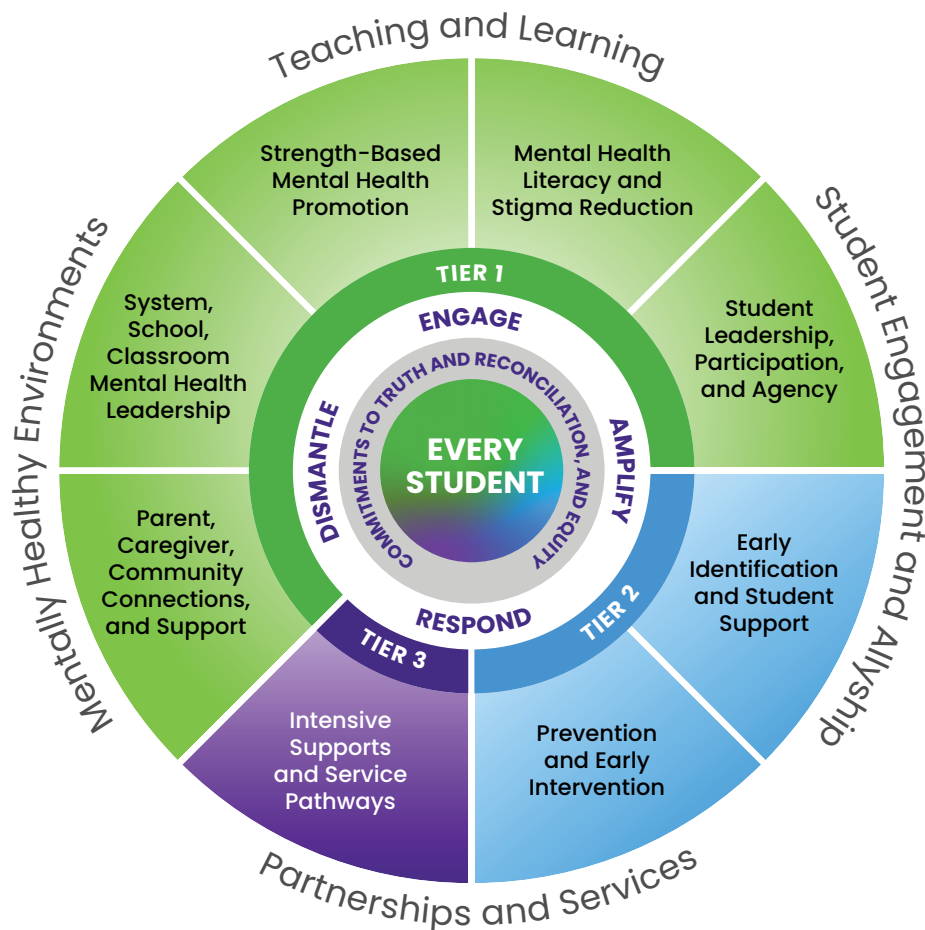 Teaching and Learning
Strength-Based
Mental Health
Promotion
Mental Health
Literacy and
Stigma Reduction
Student Engagement and Allyship
Student
Leadership,
Participation,
and Agency
Early
Identification
and Student
Support
Partnerships and Services
Prevention
and Early
Intervention
Intensive
Supports
and Service
Pathways
Mentally Healthy Environments
Parent,
Caregiver,
Community
Connections,
and Support
System,
School,
Classroom
Mental Health
Leadership
TIER 1
TIER 2
TIER 3
ENGAGE
AMPLIFY
RESPOND
DISMANTLE
COMMITMENTS TO TRUTH AND RECONCILIATION, AND EQUITY
EVERY
STUDENT